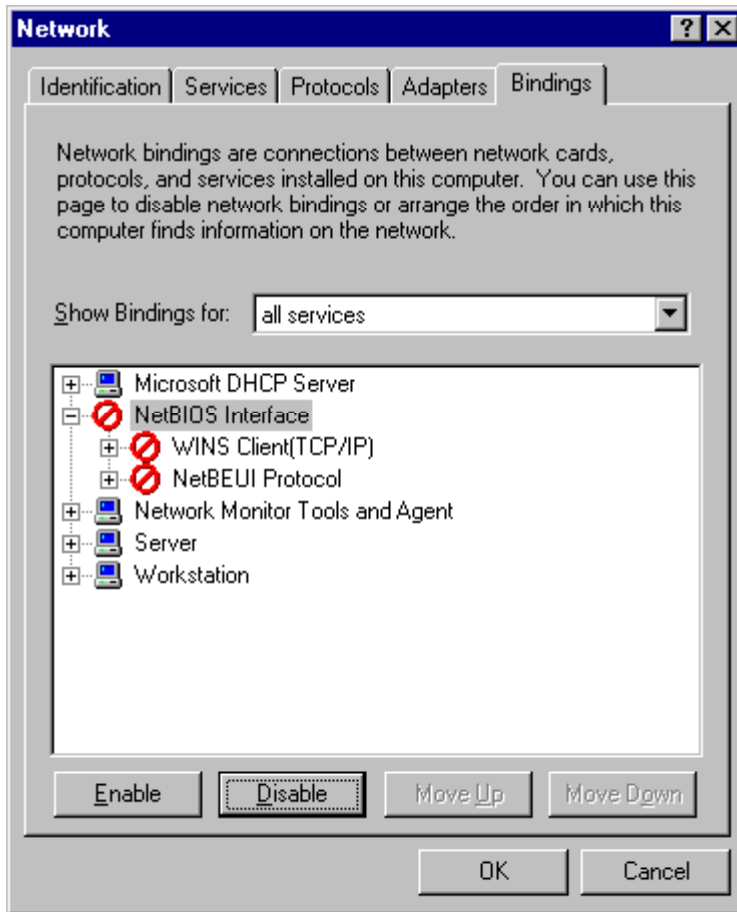 Network
Identification Services Protocols Adapters Bindings
Network bindings are connections between network cards,
protocols, and services installed on this computer. You can use this
page to disable network bindings or arrange the order in which this
computer finds information on the network.
Show Bindings for: all services
Microsoft DHCP Server
NetBIOS Interface
WINS Client(TCP/IP)
NetBEUI Protocol
Network Monitor Tools and Agent
Server
Workstation
Enable Disable Move Up Move Down
OK Cancel